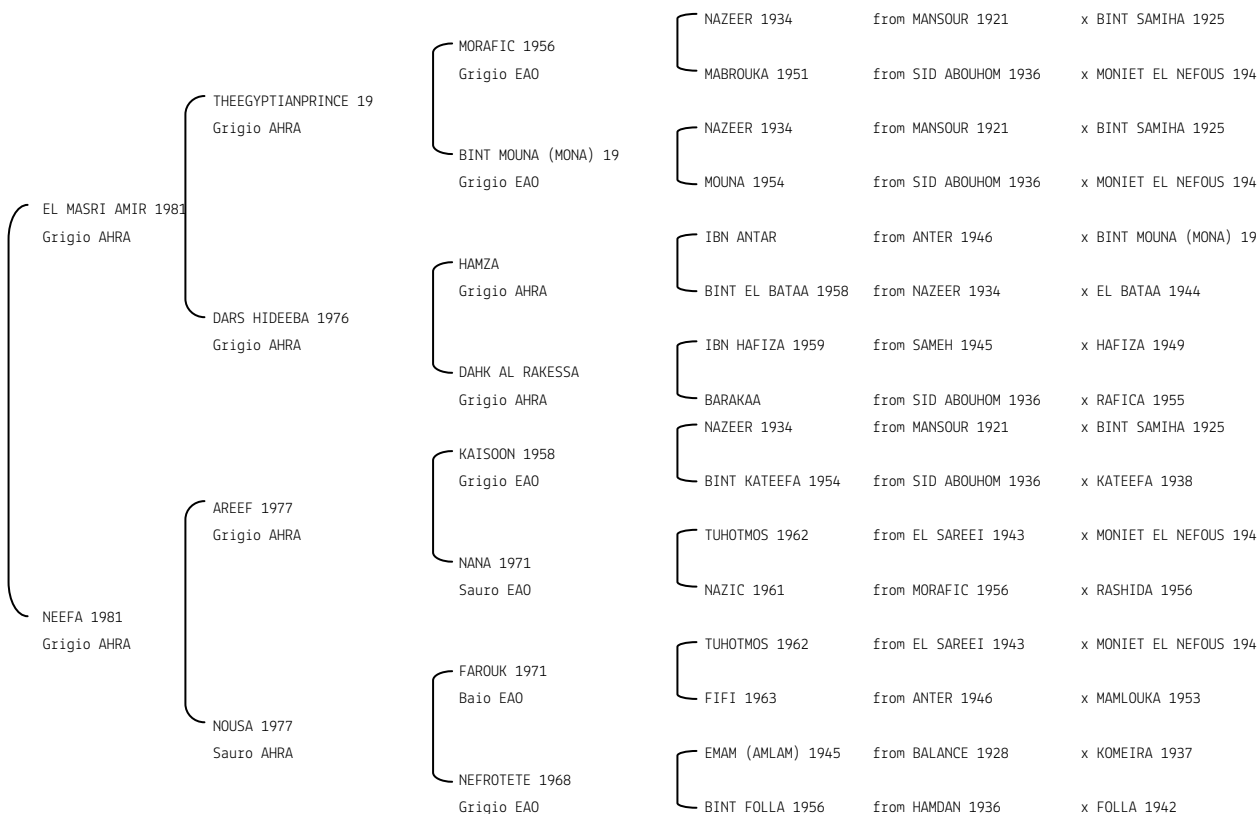 NAZEER 1934 from MANSOUR 1921 x BINT SAMIHA 1925
MORAFIC 1956
Grigio EAO
MABROUKA 1951 from SID ABOUHOM 1936 x MONIET EL NEFOUS 194
THEEGYPTIANPRINCE 19
Grigio AHRA
NAZEER 1934 from MANSOUR 1921 x BINT SAMIHA 1925
BINT MOUNA (MONA) 19
Grigio EAO
MOUNA 1954 from SID ABOUHOM 1936 x MONIET EL NEFOUS 194
EL MASRI AMIR 1981
Grigio AHRA
IBN ANTAR from ANTER 1946 x BINT MOUNA (MONA) 19
HAMZA
Grigio AHRA
BINT EL BATAA 1958 from NAZEER 1934 x EL BATAA 1944
DARS HIDEEBA 1976
Grigio AHRA
IBN HAFIZA 1959 from SAMEH 1945 x HAFIZA 1949
DAHK AL RAKESSA
Grigio AHRA
BARAKAA from SID ABOUHOM 1936 x RAFICA 1955
NAZEER 1934 from MANSOUR 1921 x BINT SAMIHA 1925
KAISOON 1958
Grigio EAO
BINT KATEEFA 1954 from SID ABOUHOM 1936 x KATEEFA 1938
AREEF 1977
Grigio AHRA
TUHOTMOS 1962 from EL SAREEI 1943 x MONIET EL NEFOUS 194
NANA 1971
Sauro EAO
NAZIC 1961 from MORAFIC 1956 x RASHIDA 1956
NEEFA 1981
Grigio AHRA
TUHOTMOS 1962 from EL SAREEI 1943 x MONIET EL NEFOUS 194
FAROUK 1971
Baio EAO
FIFI 1963 from ANTER 1946 x MAMLOUKA 1953
NOUSA 1977
Sauro AHRA
EMAM (AMLAM) 1945 from BALANCE 1928 x KOMEIRA 1937
NEFROTETE 1968
Grigio EAO
BINT FOLLA 1956 from HAMDAN 1936 x FOLLA 1942